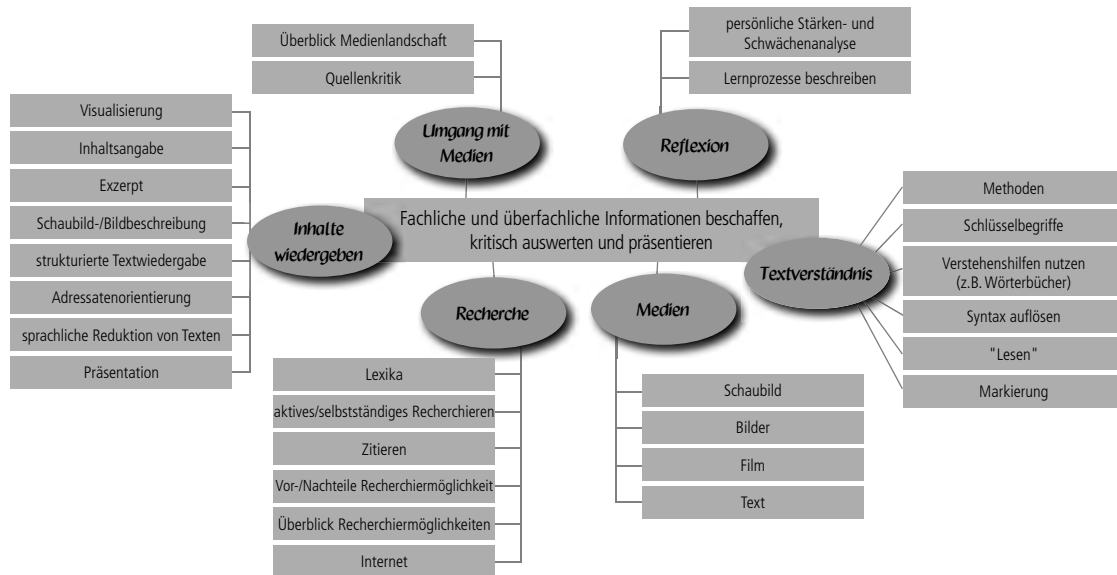 Überblick Medienlandschaft
Quellenkritik
persönliche Stärken- und
Schwächenanalyse
Lernprozesse beschreiben
Umgang mit
Medien
Reflexion
Fachliche und überfachliche Informationen beschaffen,
kritisch auswerten und präsentieren
Visualisierung
Inhaltsangabe
Exzerpt
Schaubild-/Bildbeschreibung
strukturierte Textwiedergabe
Adressatenorientierung
sprachliche Reduktion von Texten
Präsentation
Inhalte
wiedergeben
Textverständnis
Methoden
Schlüsselbegriffe
Verstehenshilfen nutzen
(z.B. Wörterbücher)
Syntax auflösen
"Lesen"
Markierung
Recherche
Lexika
aktives/selbstständiges Recherchieren
Zitieren
Vor-/Nachteile Recherchiermöglichkeit
Überblick Recherchiermöglichkeiten
Internet
Medien
Schaubild
Bilder
Film
Text